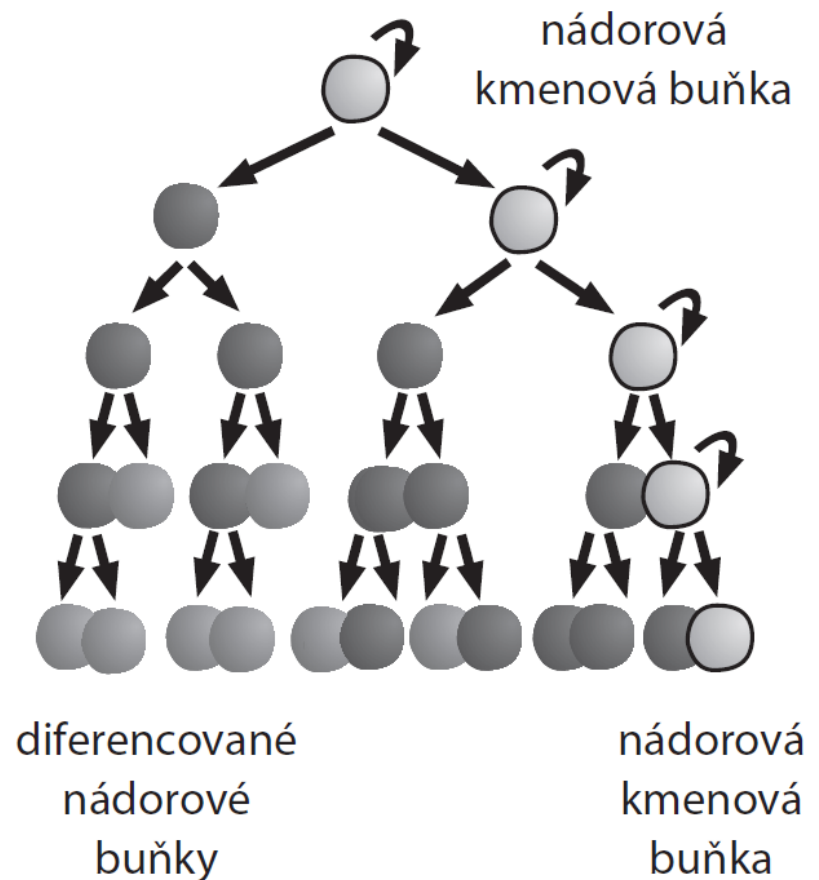 nádorová
kmenová buňka
diferencované
nádorové
buňky
nádorová
kmenová
buňka